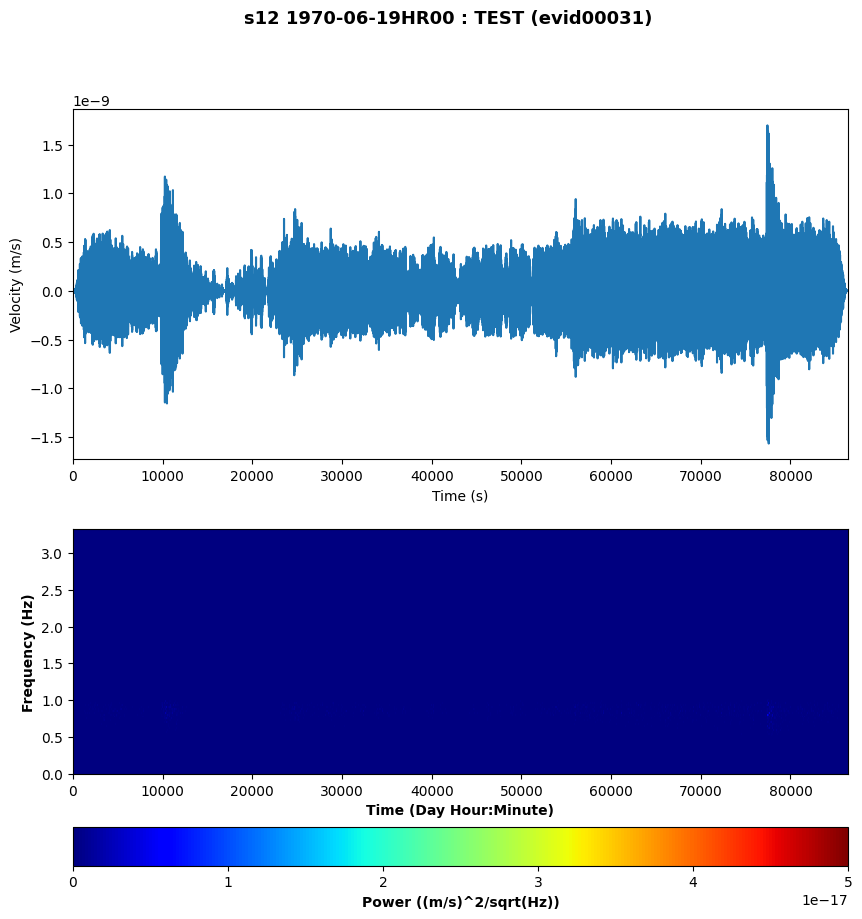 s12 1970-06-19HR00 : TEST (evid00031)
1e−9
Velocity (m/s)
1.5
1.0
0.5
0.0
−0.5
−1.0
−1.5
0 10000 20000 30000 40000 50000 60000 70000 80000
Time (s)
Frequency (Hz)
3.0
2.5
2.0
1.5
1.0
0.5
0.0
0 10000 20000 30000 40000 50000 60000 70000 80000
Time (Day Hour:Minute)
0 1 2 3 4 5
1e−17
Power ((m/s)^2/sqrt(Hz))